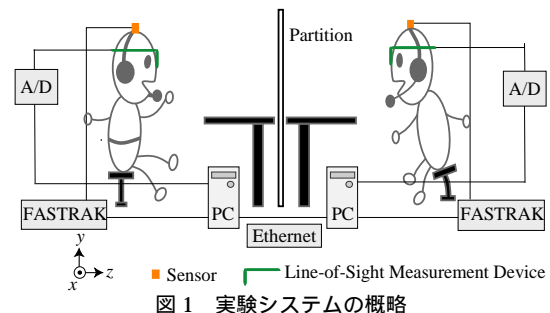 Partition
A/D
A/D
FASTRAK
PC
PC
FASTRAK
Ethernet
y
x
z
Sensor
Line-of-Sight Measurement Device
図 1 実験システムの概略